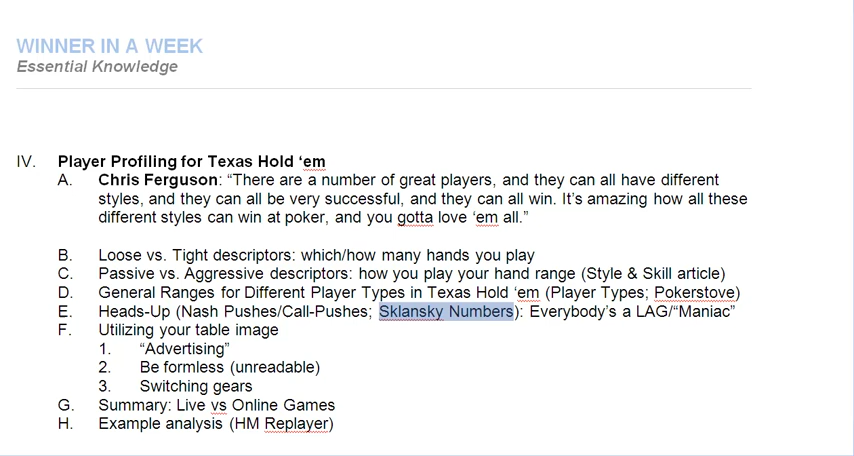 WINNER IN A WEEK
Essential Knowledge
IV. Player Profiling for Texas Hold ‘em
A. Chris Ferguson: “There are a number of great players, and they can all have different
styles, and they can all be very successful, and they can all win. It’s amazing how all these
different styles can win at poker, and you gotta love ‘em all.”
B. Loose vs. Tight descriptors: which/how many hands you play
C. Passive vs. Aggressive descriptors: how you play your hand range (Style & Skill article)
D. General Ranges for Different Player Types in Texas Hold ‘em (Player Types; Pokerstove)
E. Heads-Up (Nash Pushes/Call-Pushes; Sklansky Numbers): Everybody’s a LAG/“Maniac”
F. Utilizing your table image
1. “Advertising”
2. Be formless (unreadable)
3. Switching gears
G. Summary: Live vs Online Games
H. Example analysis (HM Replayer)